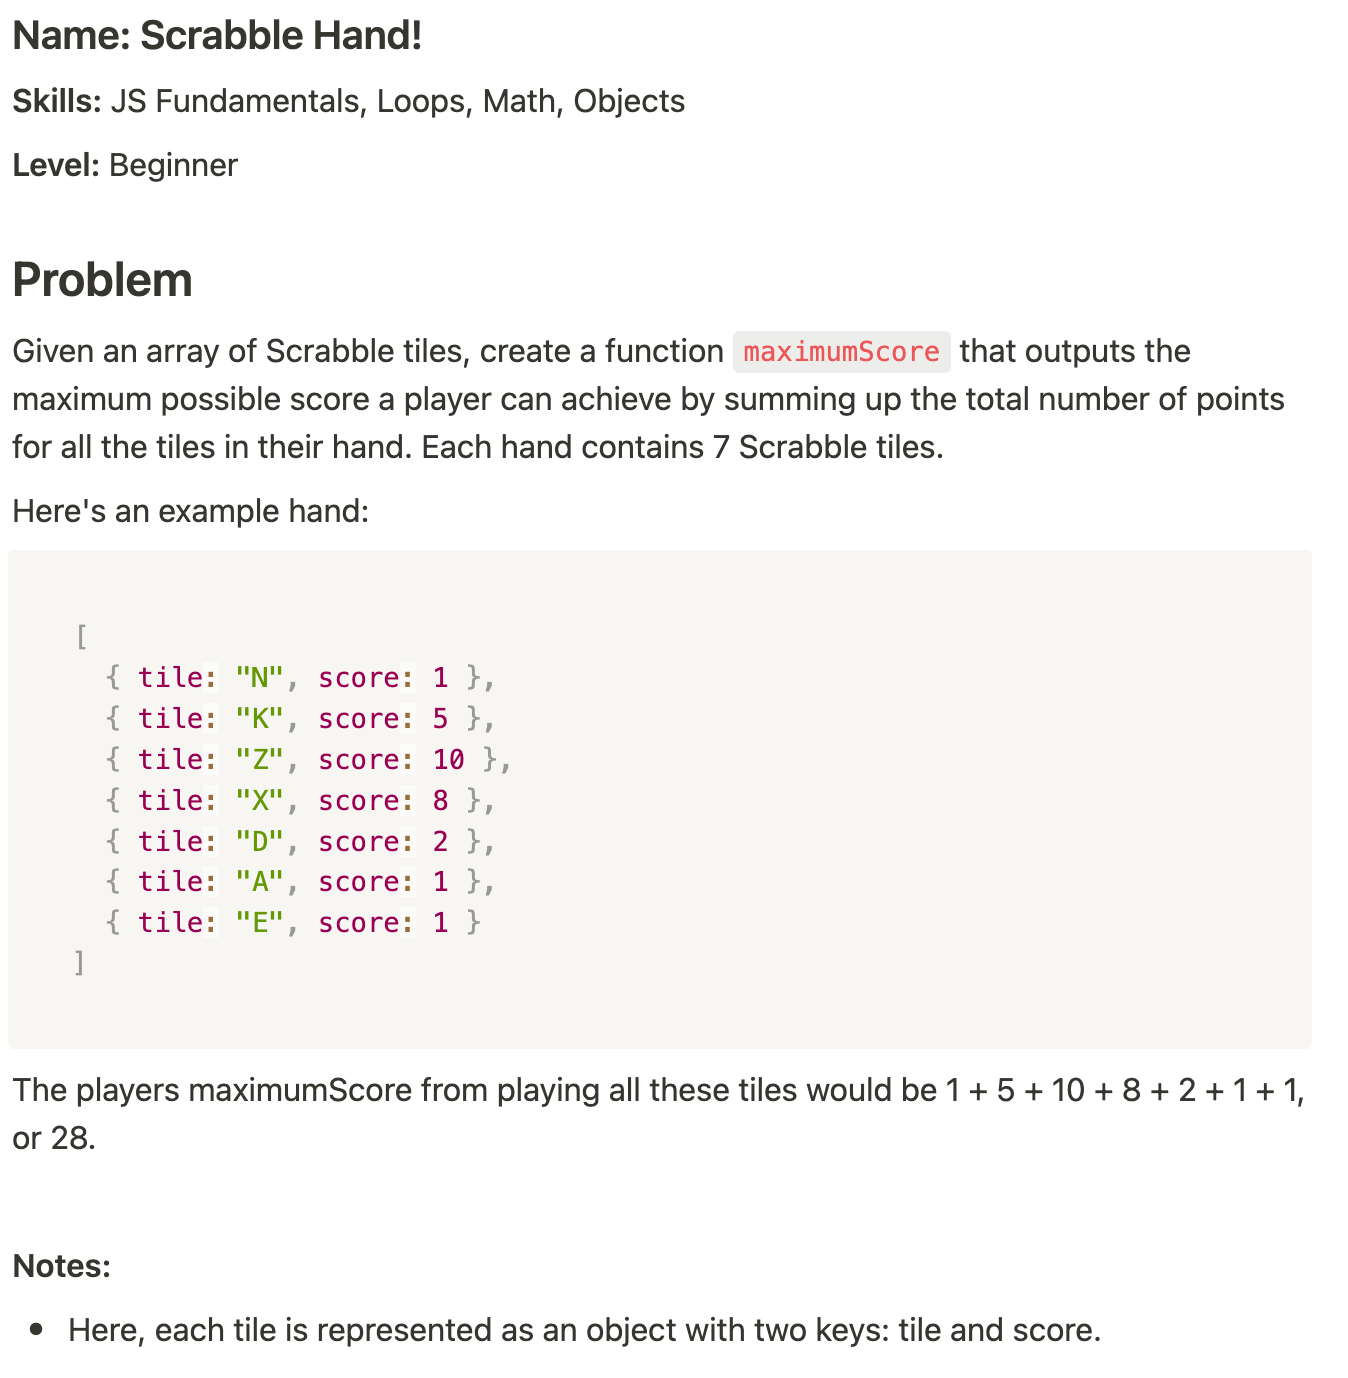 Name: Scrabble Hand!
Skills: JS Fundamentals, Loops, Math, Objects
Level: Beginner
Problem
Given an array of Scrabble tiles, create a function maximumScore that outputs the
maximum possible score a player can achieve by summing up the total number of points
for all the tiles in their hand. Each hand contains 7 Scrabble tiles.
Here's an example hand:
[
{ tile: "N", score: 1 },
{ tile: "K", score: 5 },
{ tile: "Z", score: 10 },
{ tile: "X", score: 8 },
{ tile: "D", score: 2 },
{ tile: "A", score: 1 },
{ tile: "E", score: 1 }
]
The players maximumScore from playing all these tiles would be 1 + 5 + 10 + 8 + 2 + 1 + 1,
or 28.
Notes:
• Here, each tile is represented as an object with two keys: tile and score.